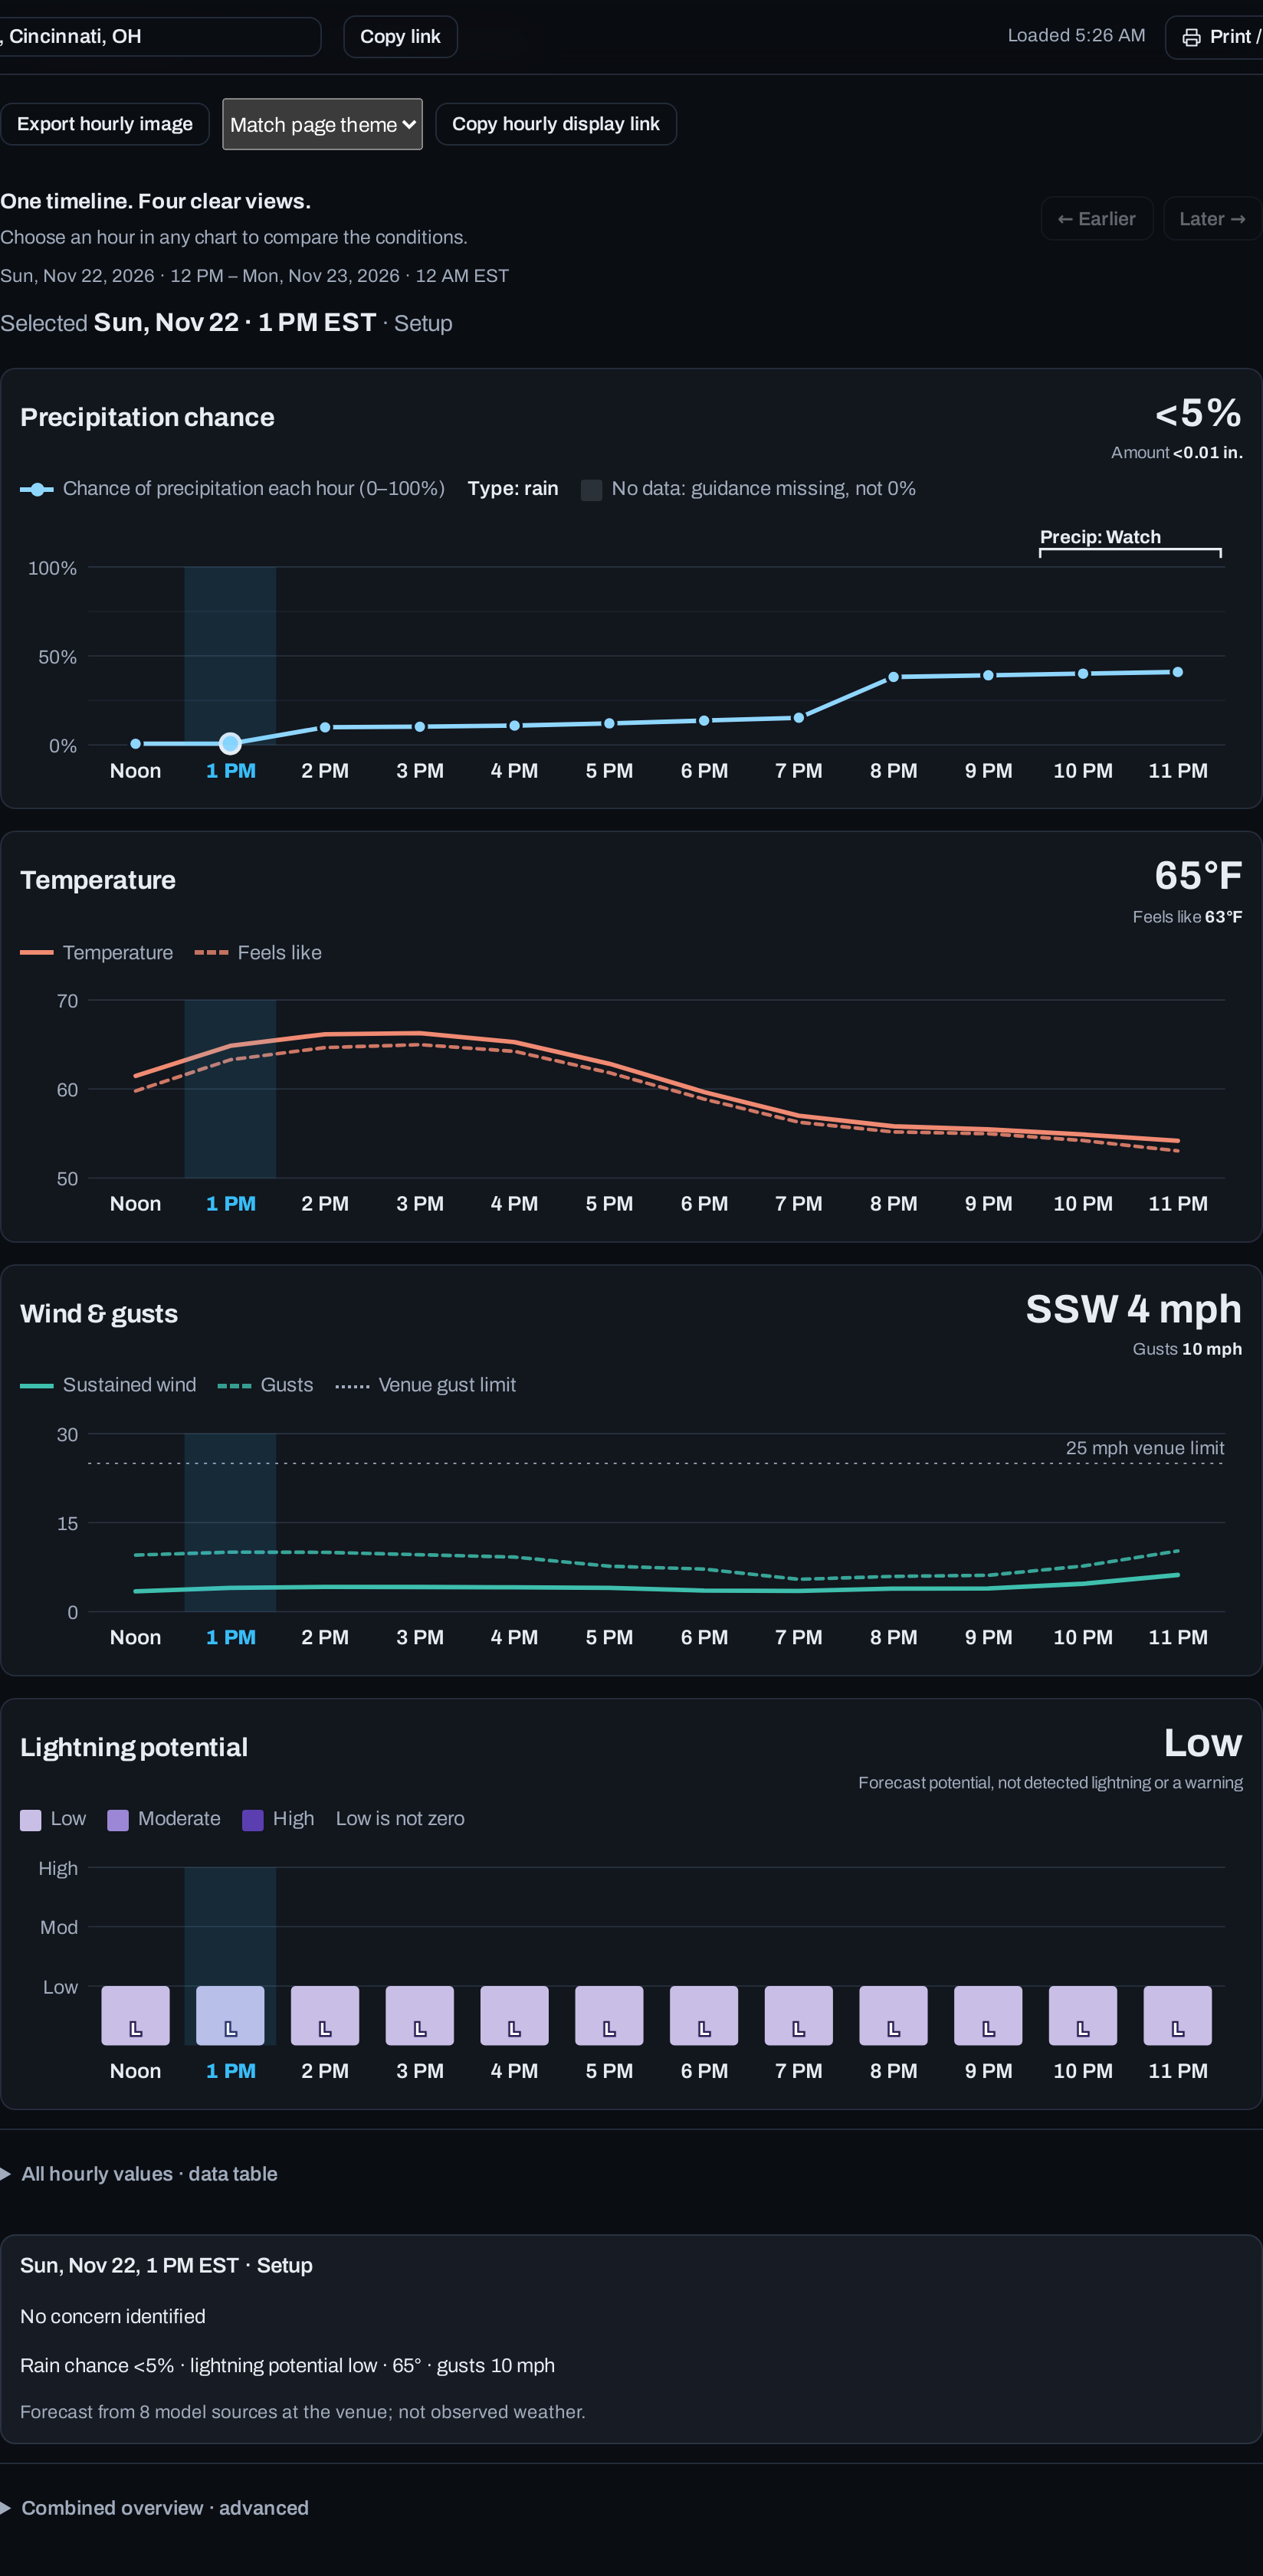 , Cincinnati, OH
Copy link
Loaded 5:26 AM
Print /
Export hourly image
Match page theme
Copy hourly display link
One timeline. Four clear views.
Choose an hour in any chart to compare the conditions.
Sun, Nov 22, 2026 · 12 PM – Mon, Nov 23, 2026 · 12 AM EST
← Earlier
Later →
Selected Sun, Nov 22 · 1 PM EST · Setup
Precipitation chance
<5%
Amount <0.01 in.
Chance of precipitation each hour (0–100%)
Type: rain
No data: guidance missing, not 0%
Precip: Watch
100%
50%
0%
Noon 1 PM 2 PM 3 PM 4 PM 5 PM 6 PM 7 PM 8 PM 9 PM 10 PM 11 PM
Temperature
65°F
Feels like 63°F
Temperature
Feels like
70
60
50
Noon 1 PM 2 PM 3 PM 4 PM 5 PM 6 PM 7 PM 8 PM 9 PM 10 PM 11 PM
Wind & gusts
SSW 4 mph
Gusts 10 mph
Sustained wind
Gusts
Venue gust limit
30
25 mph venue limit
15
0
Noon 1 PM 2 PM 3 PM 4 PM 5 PM 6 PM 7 PM 8 PM 9 PM 10 PM 11 PM
Lightning potential
Low
Forecast potential, not detected lightning or a warning
Low
Moderate
High
Low is not zero
High
Mod
Low
L L L L L L L L L L L L
Noon 1 PM 2 PM 3 PM 4 PM 5 PM 6 PM 7 PM 8 PM 9 PM 10 PM 11 PM
All hourly values · data table
Sun, Nov 22, 1 PM EST · Setup
No concern identified
Rain chance <5% · lightning potential low · 65° · gusts 10 mph
Forecast from 8 model sources at the venue; not observed weather.
Combined overview · advanced